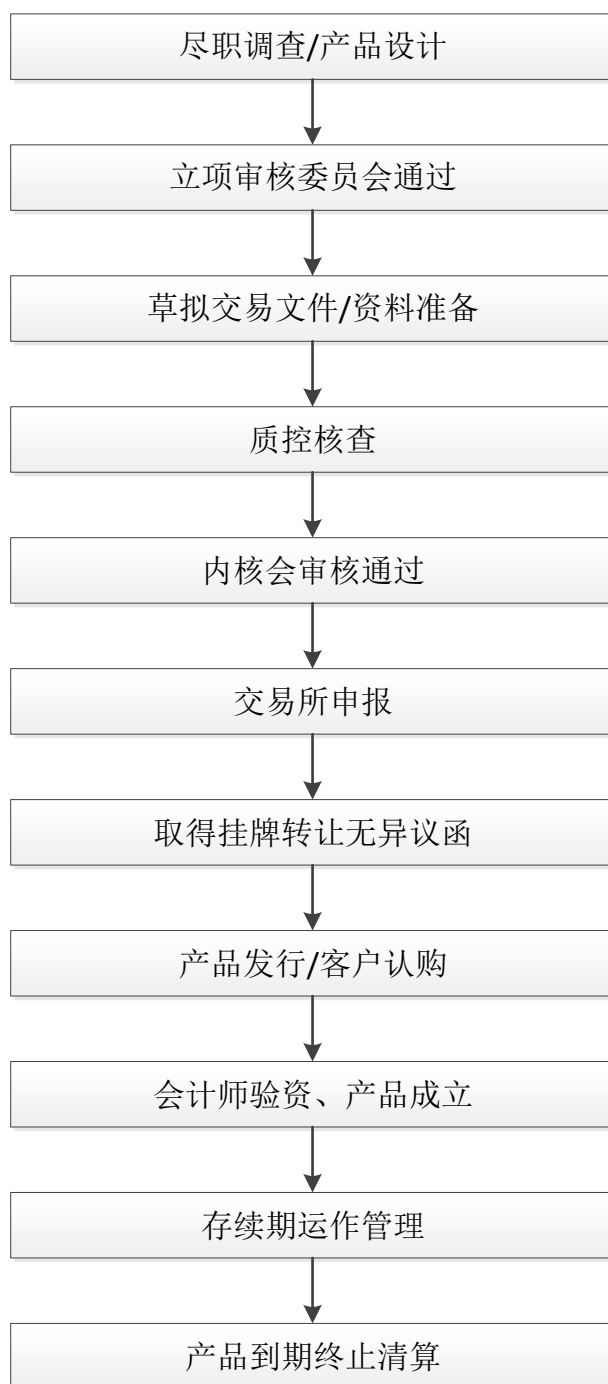 尽职调查/产品设计
立项审核委员会通过
草拟交易文件/资料准备
质控核查
内核会审核通过
交易所申报
取得挂牌转让无异议函
产品发行/客户认购
会计师验资、产品成立
存续期运作管理
产品到期终止清算